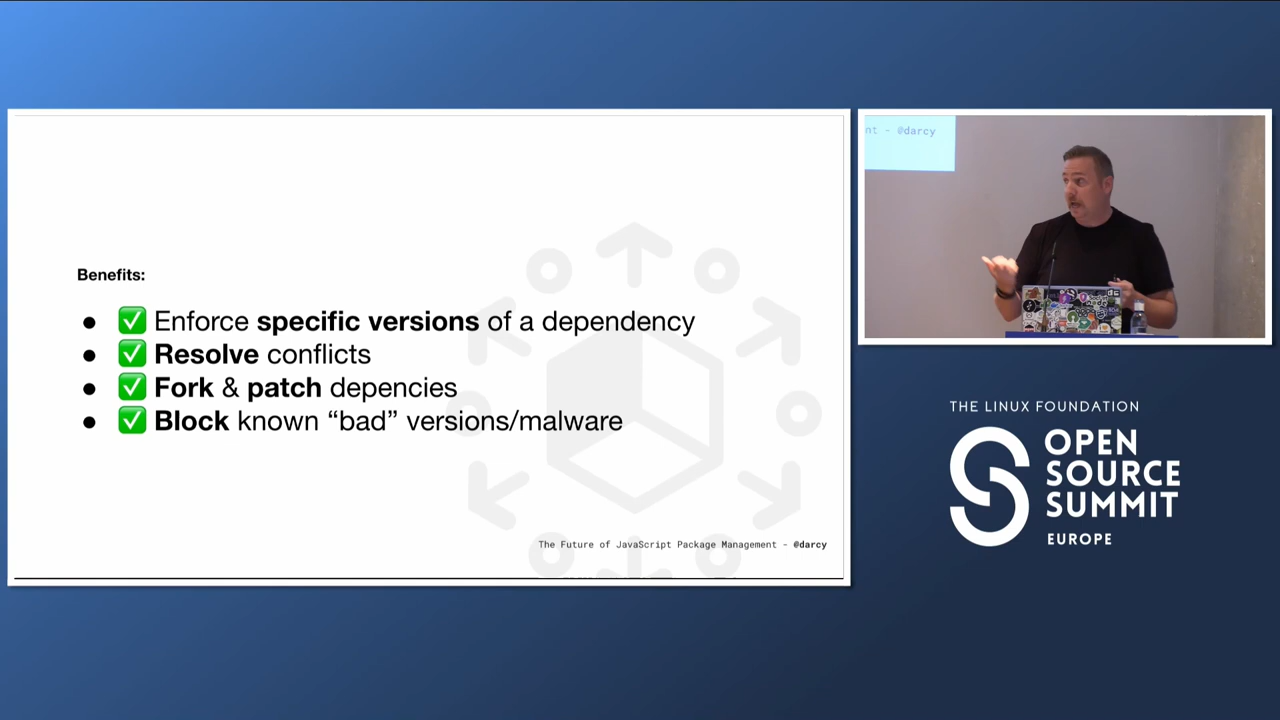 Benefits:
● ✅ Enforce specific versions of a dependency
● ✅ Resolve conflicts
● ✅ Fork & patch depencies
● ✅ Block known “bad” versions/malware
The Future of JavaScript Package Management - @darcy
nt - @darcy
THE LINUX FOUNDATION
OPEN
SOURCE
SUMMIT
EUROPE